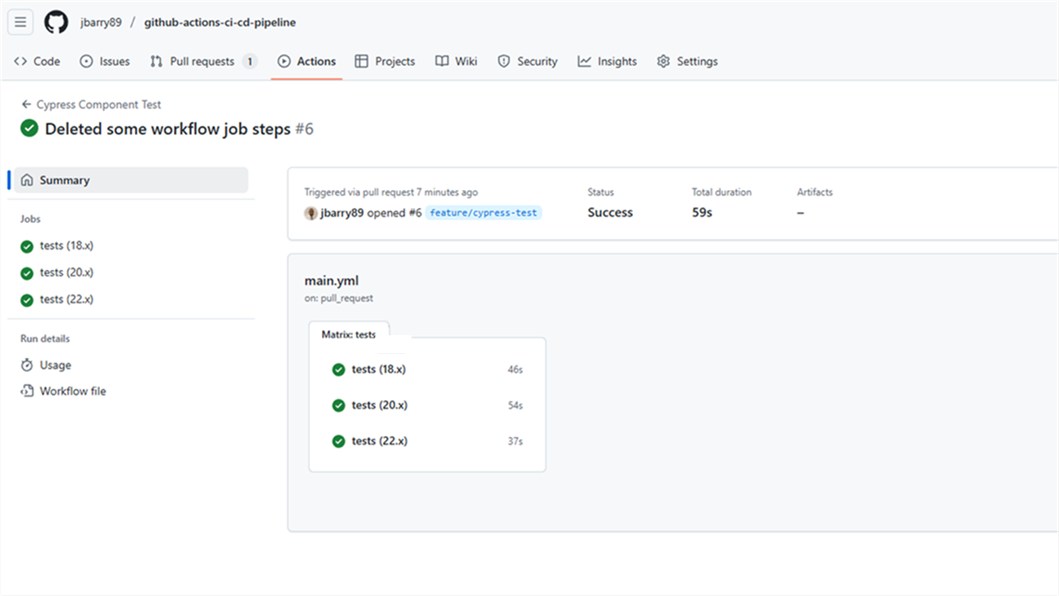 jbarry89 / github-actions-ci-cd-pipeline
Code Issues Pull requests 1 Actions Projects Wiki Security Insights Settings
Cypress Component Test
Deleted some workflow job steps #6
Summary
Jobs
tests (18.x)
tests (20.x)
tests (22.x)
Run details
Usage
Workflow file
Triggered via pull request 7 minutes ago
jbarry89 opened #6 feature/cypress-test
Status
Success
Total duration
59s
Artifacts
–
main.yml
on: pull_request
Matrix: tests
tests (18.x) 46s
tests (20.x) 54s
tests (22.x) 37s